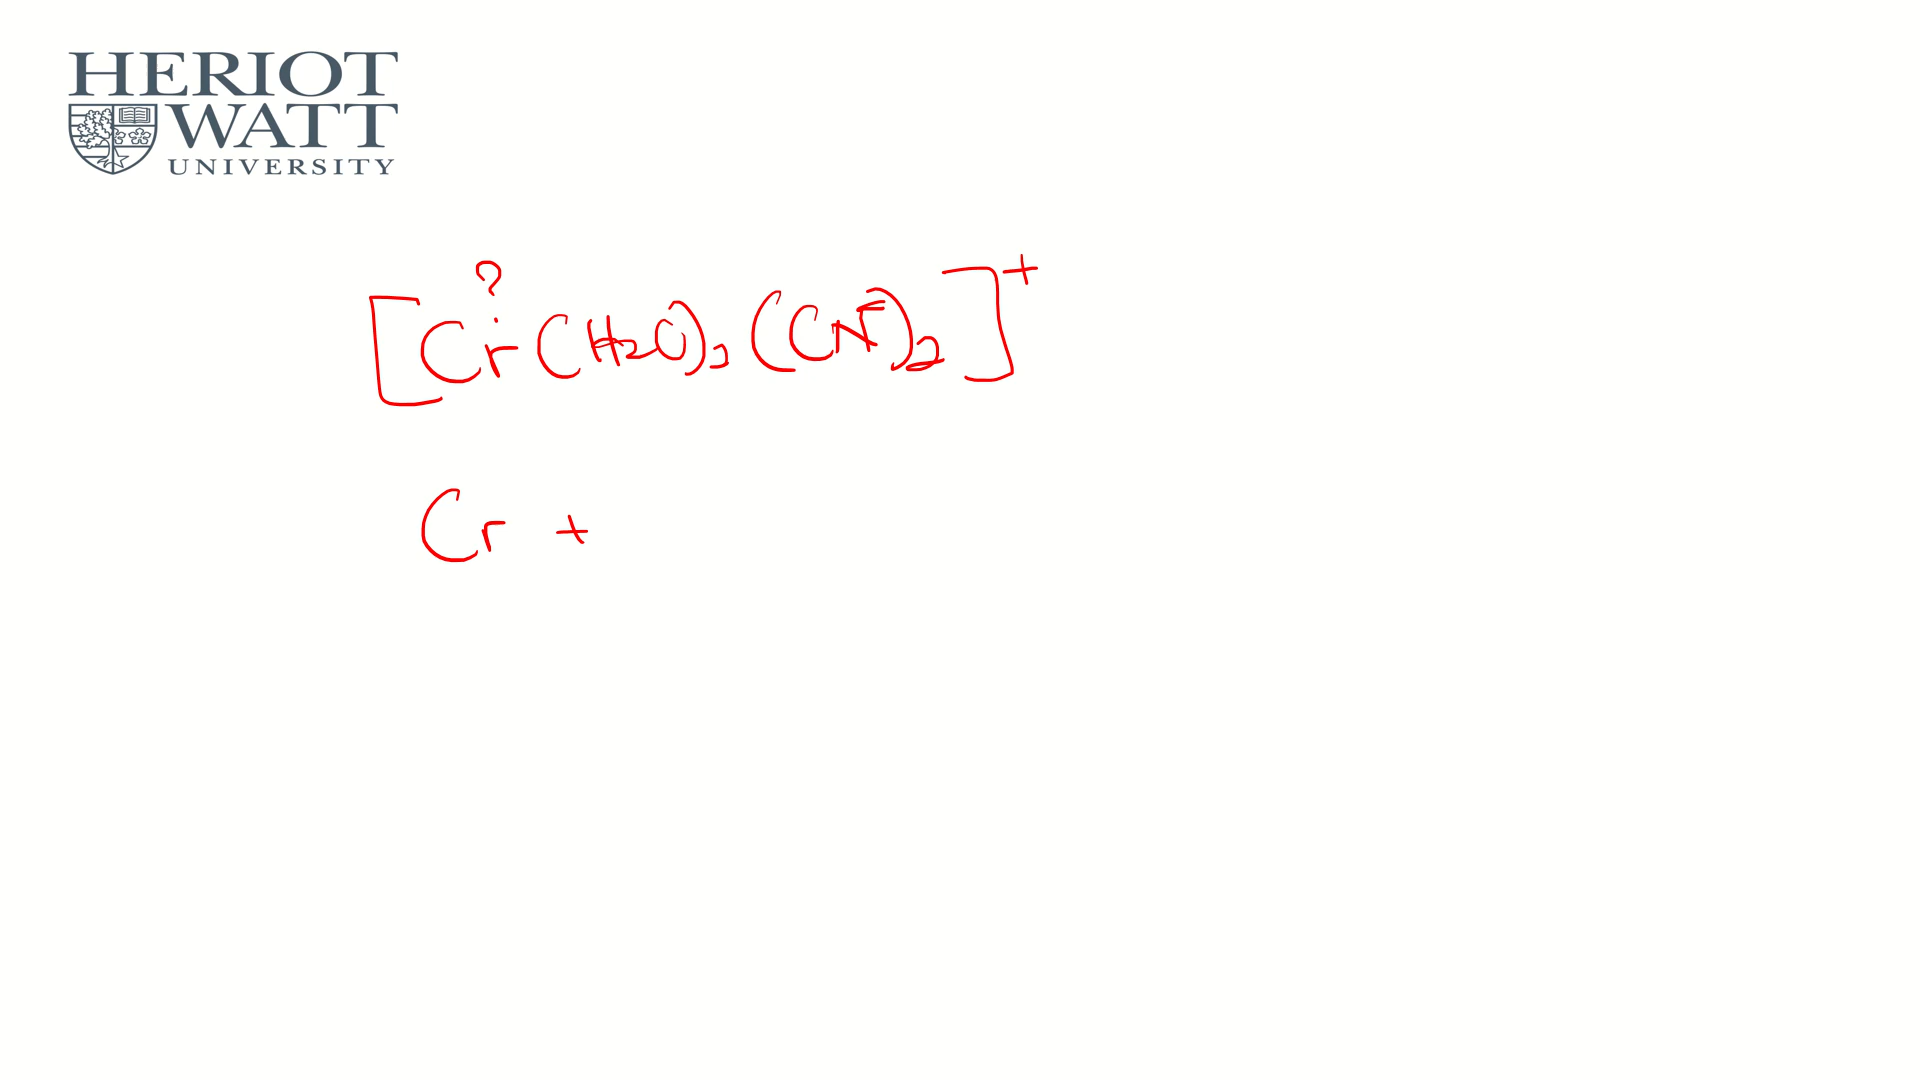 HERIOT
WATT
UNIVERSITY
?
[Cr(H₂O)₂(CN⁻)₂]⁺
Cr +